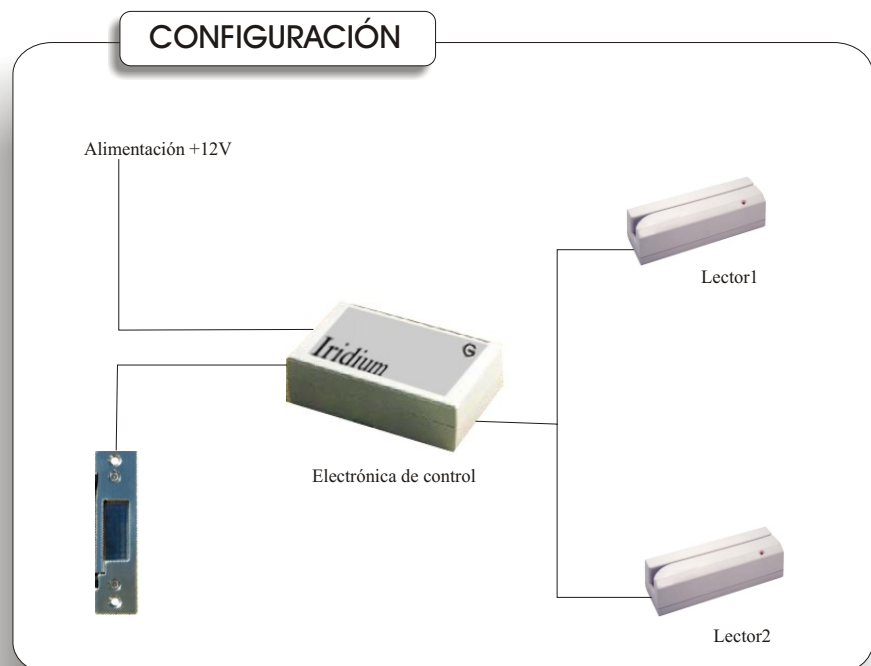 CONFIGURACIÓN
Alimentación +12V
Lector1
Iridium
G
Electrónica de control
Lector2